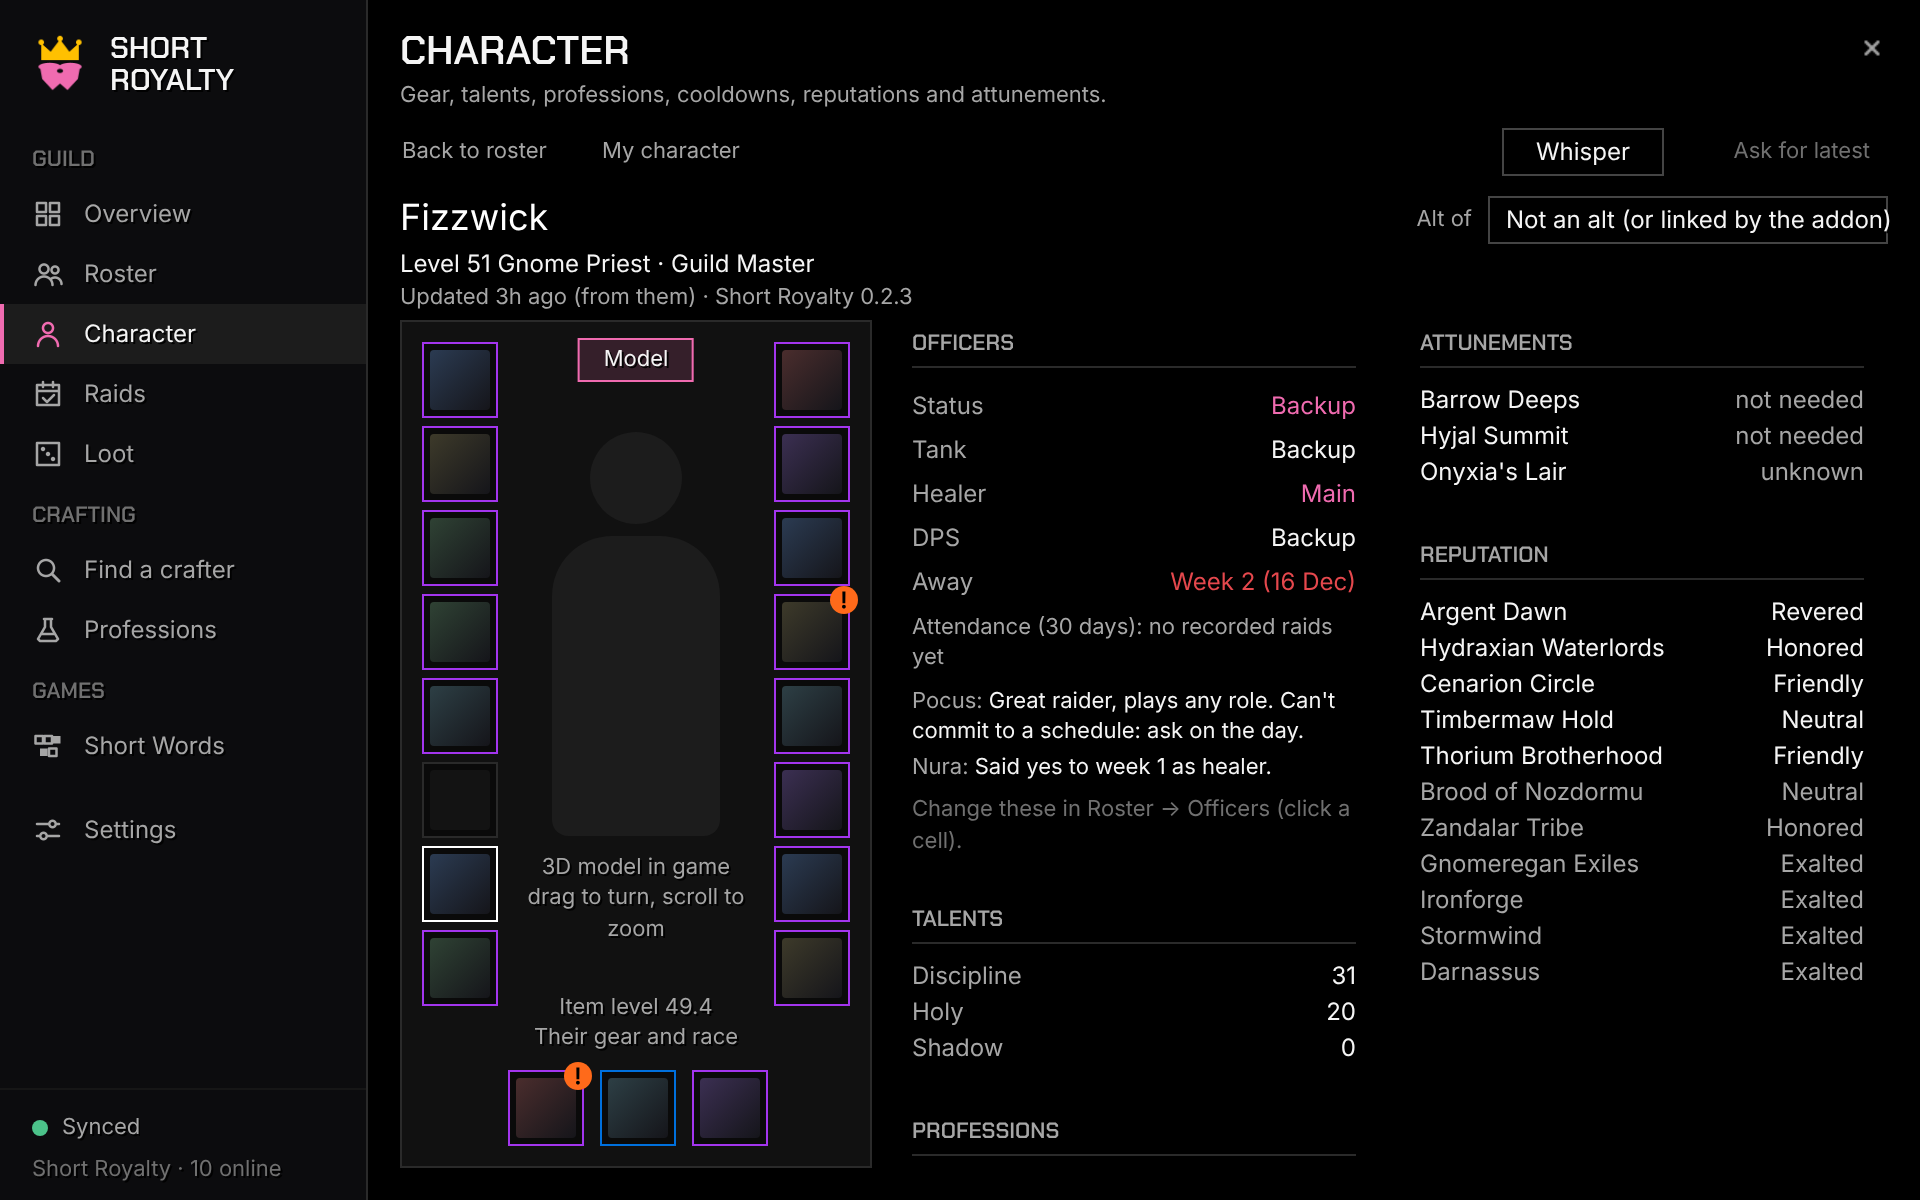 SHORT
ROYALTY
GUILD
Overview
Roster
Character
Raids
Loot
CRAFTING
Find a crafter
Professions
GAMES
Short Words
Settings
Synced
Short Royalty · 10 online
CHARACTER
Gear, talents, professions, cooldowns, reputations and attunements.
Back to roster
My character
Whisper
Ask for latest
Fizzwick
Alt of
Not an alt (or linked by the addon)
Level 51 Gnome Priest · Guild Master
Updated 3h ago (from them) · Short Royalty 0.2.3
Model
!
3D model in game
drag to turn, scroll to
zoom
Item level 49.4
Their gear and race
!
OFFICERS
Status Backup
Tank Backup
Healer Main
DPS Backup
Away Week 2 (16 Dec)
Attendance (30 days): no recorded raids
yet
Pocus: Great raider, plays any role. Can't
commit to a schedule: ask on the day.
Nura: Said yes to week 1 as healer.
Change these in Roster → Officers (click a
cell).
TALENTS
Discipline 31
Holy 20
Shadow 0
PROFESSIONS
ATTUNEMENTS
Barrow Deeps not needed
Hyjal Summit not needed
Onyxia's Lair unknown
REPUTATION
Argent Dawn Revered
Hydraxian Waterlords Honored
Cenarion Circle Friendly
Timbermaw Hold Neutral
Thorium Brotherhood Friendly
Brood of Nozdormu Neutral
Zandalar Tribe Honored
Gnomeregan Exiles Exalted
Ironforge Exalted
Stormwind Exalted
Darnassus Exalted